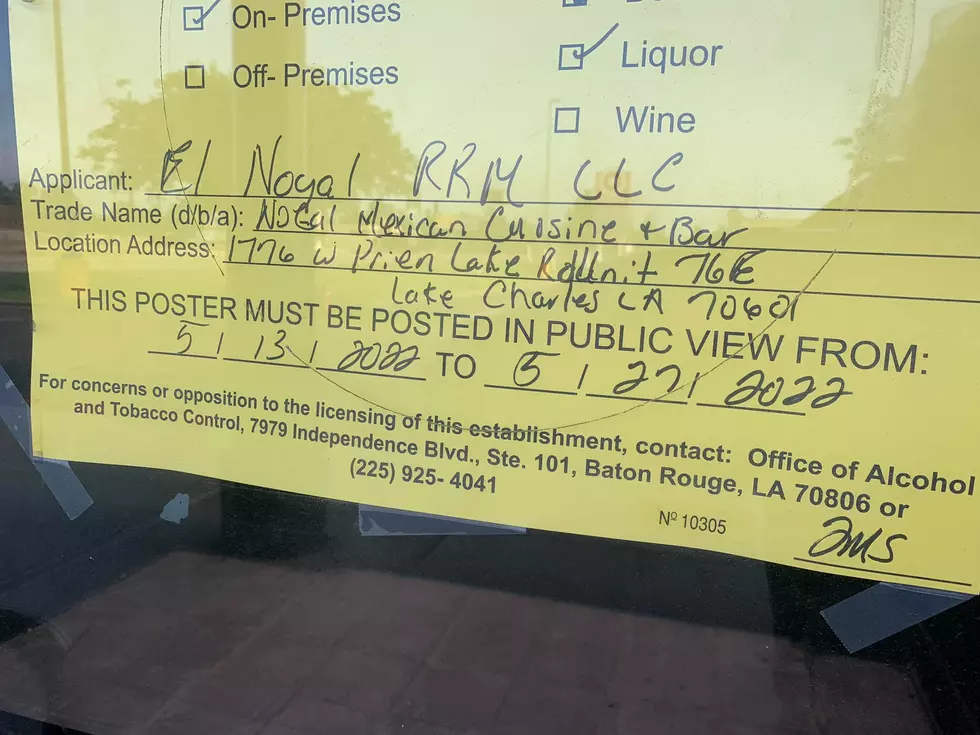 On- Premises
Off- Premises
Liquor
Wine
Applicant: El Nogal RRM LLC
Trade Name (d/b/a): Nogal Mexican Cuisine + Bar
Location Address: 1776 W Prien Lake Rd Unit 76E
Lake Charles LA 70601
THIS POSTER MUST BE POSTED IN PUBLIC VIEW FROM:
5 / 13 / 2022 TO 5 / 27 / 2022
For concerns or opposition to the licensing of this establishment, contact: Office of Alcohol
and Tobacco Control, 7979 Independence Blvd., Ste. 101, Baton Rouge, LA 70806 or
(225) 925- 4041
Nº 10305